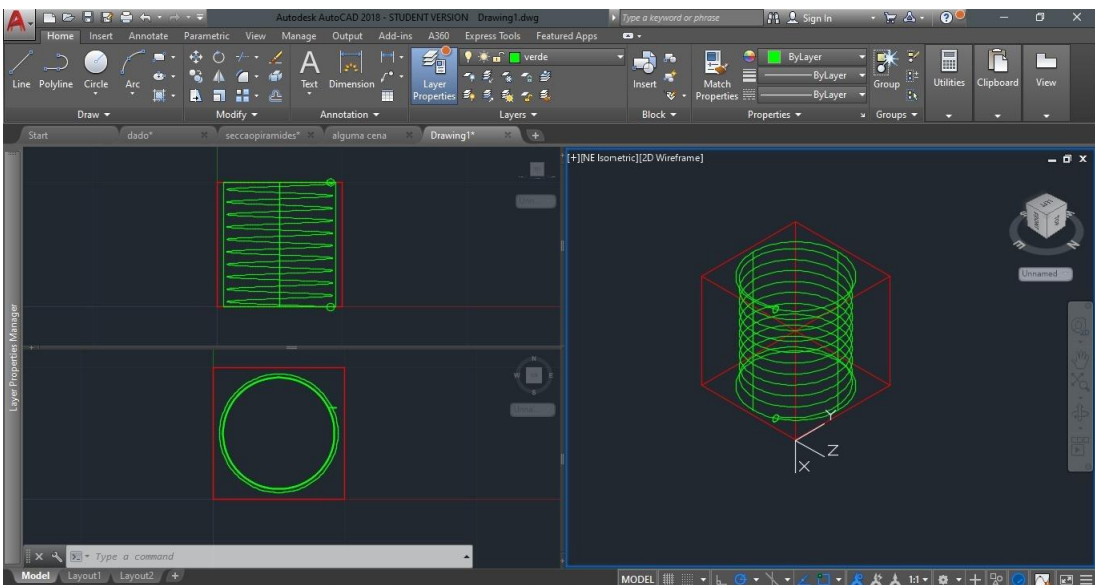 Autodesk AutoCAD 2018 - STUDENT VERSION Drawing1.dwg
Type a keyword or phrase
Sign In
Home Insert Annotate Parametric View Manage Output Add-ins A360 Express Tools Featured Apps
verde
ByLayer
ByLayer
ByLayer
Line Polyline Circle Arc
Text Dimension
Layer Properties
Insert
Match Properties
Group
Utilities Clipboard View
Draw Modify Annotation Layers Block Properties Groups
Start dado* seccaopiramides* alguma cena Drawing1*
[+][NE Isometric][2D Wireframe]
TOP
N
Unnamed
Layer Properties Manager
N
W
S
Y
Z
X
Type a command
Model Layout1 Layout2 +
MODEL 1:1